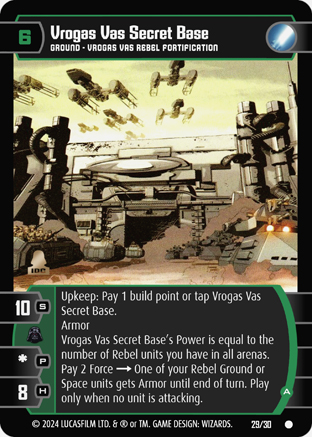 6
Vrogas Vas Secret Base
GROUND - VROGAS VAS REBEL FORTIFICATION
IDC
10 S
* P
8 H
Upkeep: Pay 1 build point or tap Vrogas Vas
Secret Base.
Armor
Vrogas Vas Secret Base's Power is equal to the
number of Rebel units you have in all arenas.
Pay 2 Force → One of your Rebel Ground or
Space units gets Armor until end of turn. Play
only when no unit is attacking.
A
© 2024 LUCASFILM LTD. & ® or TM. GAME DESIGN: WIZARDS. 29/30